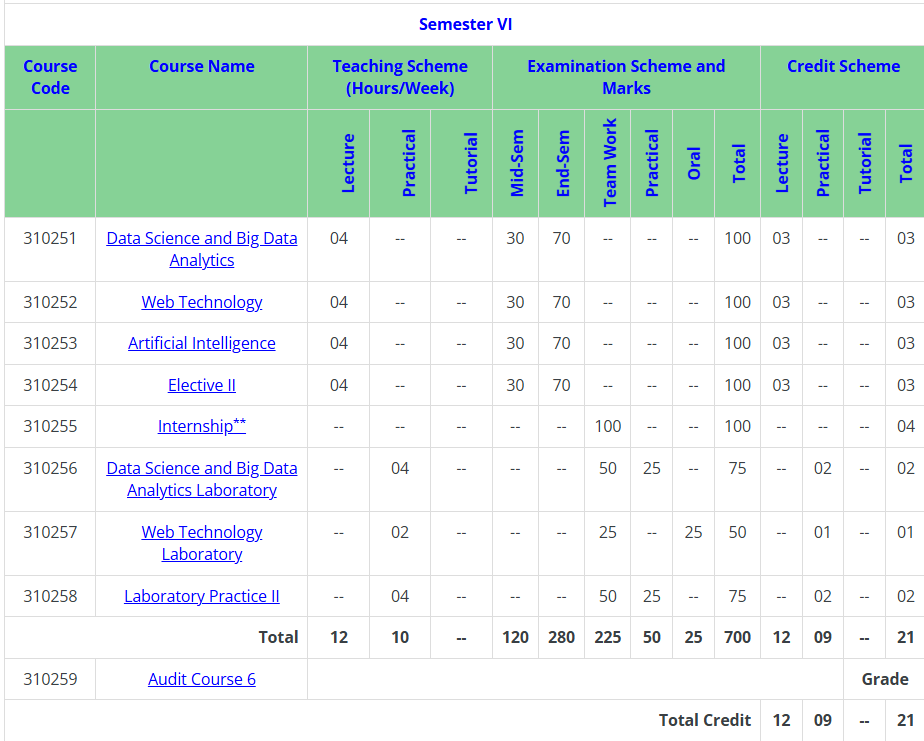 Semester VI
Course Code | Course Name | Teaching Scheme (Hours/Week) | Examination Scheme and Marks | Credit Scheme
Lecture | Practical | Tutorial | Mid-Sem | End-Sem | Team Work | Practical | Oral | Total | Lecture | Practical | Tutorial | Total
310251 | Data Science and Big Data Analytics | 04 | -- | -- | 30 | 70 | -- | -- | -- | 100 | 03 | -- | -- | 03
310252 | Web Technology | 04 | -- | -- | 30 | 70 | -- | -- | -- | 100 | 03 | -- | -- | 03
310253 | Artificial Intelligence | 04 | -- | -- | 30 | 70 | -- | -- | -- | 100 | 03 | -- | -- | 03
310254 | Elective II | 04 | -- | -- | 30 | 70 | -- | -- | -- | 100 | 03 | -- | -- | 03
310255 | Internship** | -- | -- | -- | -- | -- | 100 | -- | -- | 100 | -- | -- | -- | 04
310256 | Data Science and Big Data Analytics Laboratory | -- | 04 | -- | -- | -- | 50 | 25 | -- | 75 | -- | 02 | -- | 02
310257 | Web Technology Laboratory | -- | 02 | -- | -- | -- | 25 | -- | 25 | 50 | -- | 01 | -- | 01
310258 | Laboratory Practice II | -- | 04 | -- | -- | -- | 50 | 25 | -- | 75 | -- | 02 | -- | 02
Total | 12 | 10 | -- | 120 | 280 | 225 | 50 | 25 | 700 | 12 | 09 | -- | 21
310259 | Audit Course 6 | Grade
Total Credit | 12 | 09 | -- | 21